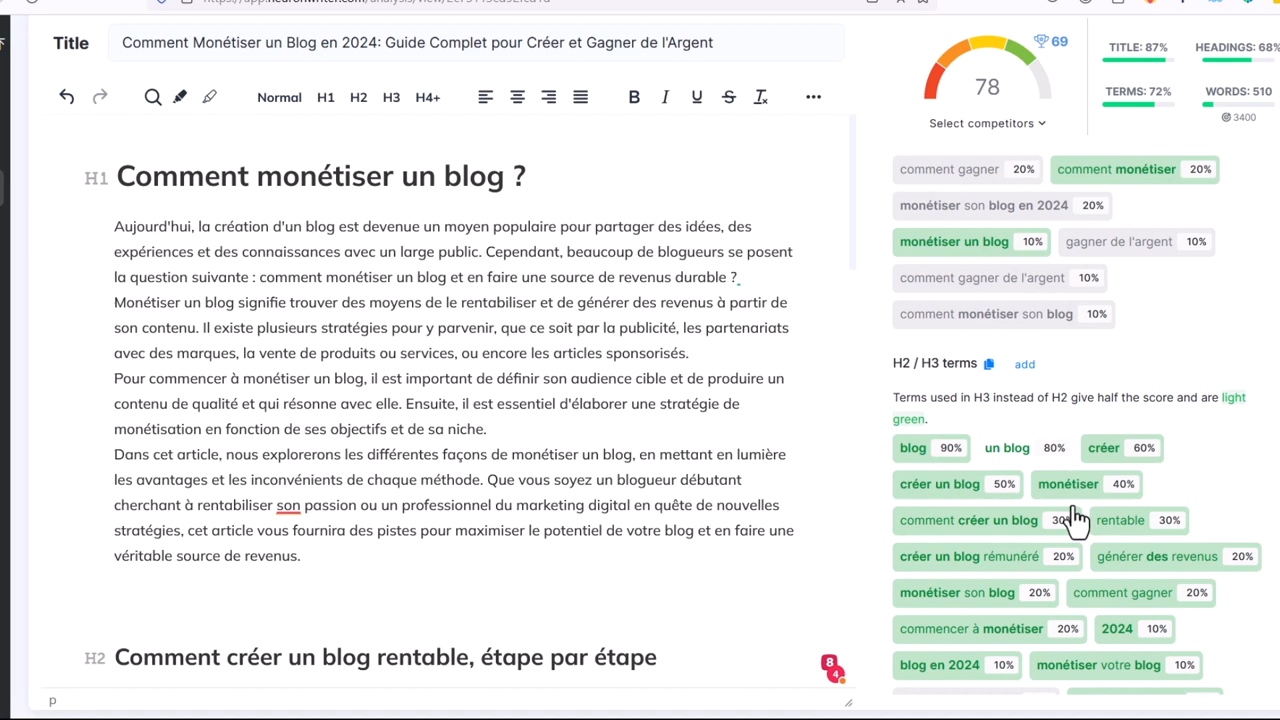 Title
Comment Monétiser un Blog en 2024: Guide Complet pour Créer et Gagner de l'Argent
Normal H1 H2 H3 H4+ B I U S Tx ...
H1 Comment monétiser un blog ?
Aujourd'hui, la création d'un blog est devenue un moyen populaire pour partager des idées, des
expériences et des connaissances avec un large public. Cependant, beaucoup de blogueurs se posent
la question suivante : comment monétiser un blog et en faire une source de revenus durable ?
Monétiser un blog signifie trouver des moyens de le rentabiliser et de générer des revenus à partir de
son contenu. Il existe plusieurs stratégies pour y parvenir, que ce soit par la publicité, les partenariats
avec des marques, la vente de produits ou services, ou encore les articles sponsorisés.
Pour commencer à monétiser un blog, il est important de définir son audience cible et de produire un
contenu de qualité et qui résonne avec elle. Ensuite, il est essentiel d'élaborer une stratégie de
monétisation en fonction de ses objectifs et de sa niche.
Dans cet article, nous explorerons les différentes façons de monétiser un blog, en mettant en lumière
les avantages et les inconvénients de chaque méthode. Que vous soyez un blogueur débutant
cherchant à rentabiliser son passion ou un professionnel du marketing digital en quête de nouvelles
stratégies, cet article vous fournira des pistes pour maximiser le potentiel de votre blog et en faire une
véritable source de revenus.
H2 Comment créer un blog rentable, étape par étape
8
4
p
69
78
Select competitors
TITLE: 87% HEADINGS: 68%
TERMS: 72% WORDS: 510
3400
comment gagner 20% comment monétiser 20%
monétiser son blog en 2024 20%
monétiser un blog 10% gagner de l'argent 10%
comment gagner de l'argent 10%
comment monétiser son blog 10%
H2 / H3 terms add
Terms used in H3 instead of H2 give half the score and are light
green.
blog 90% un blog 80% créer 60%
créer un blog 50% monétiser 40%
comment créer un blog rentable 30%
créer un blog rémunéré 20% générer des revenus 20%
monétiser son blog 20% comment gagner 20%
commencer à monétiser 20% 2024 10%
blog en 2024 10% monétiser votre blog 10%